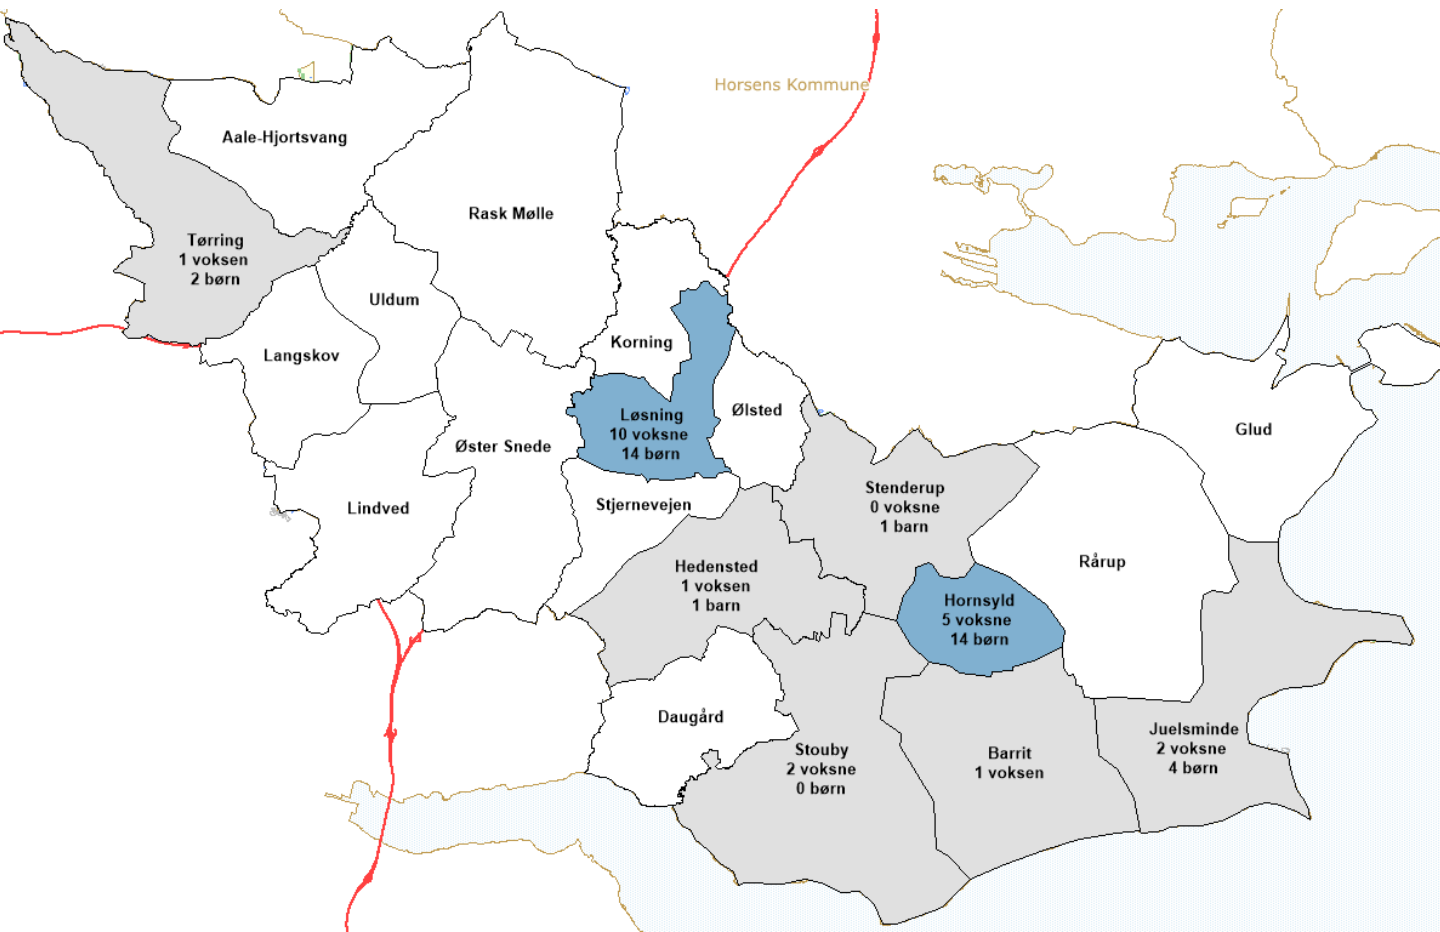 Horsens Kommune
Aale-Hjortsvang
Rask Mølle
Tørring
1 voksen
2 børn
Uldum
Langskov
Korning
Løsning
10 voksne
14 børn
Ølsted
Glud
Øster Snede
Stenderup
0 voksne
1 barn
Lindved
Stjernevejen
Hedensted
1 voksen
1 barn
Rårup
Hornsyld
5 voksne
14 børn
Daugård
Stouby
2 voksne
0 børn
Barrit
1 voksen
Juelsminde
2 voksne
4 børn